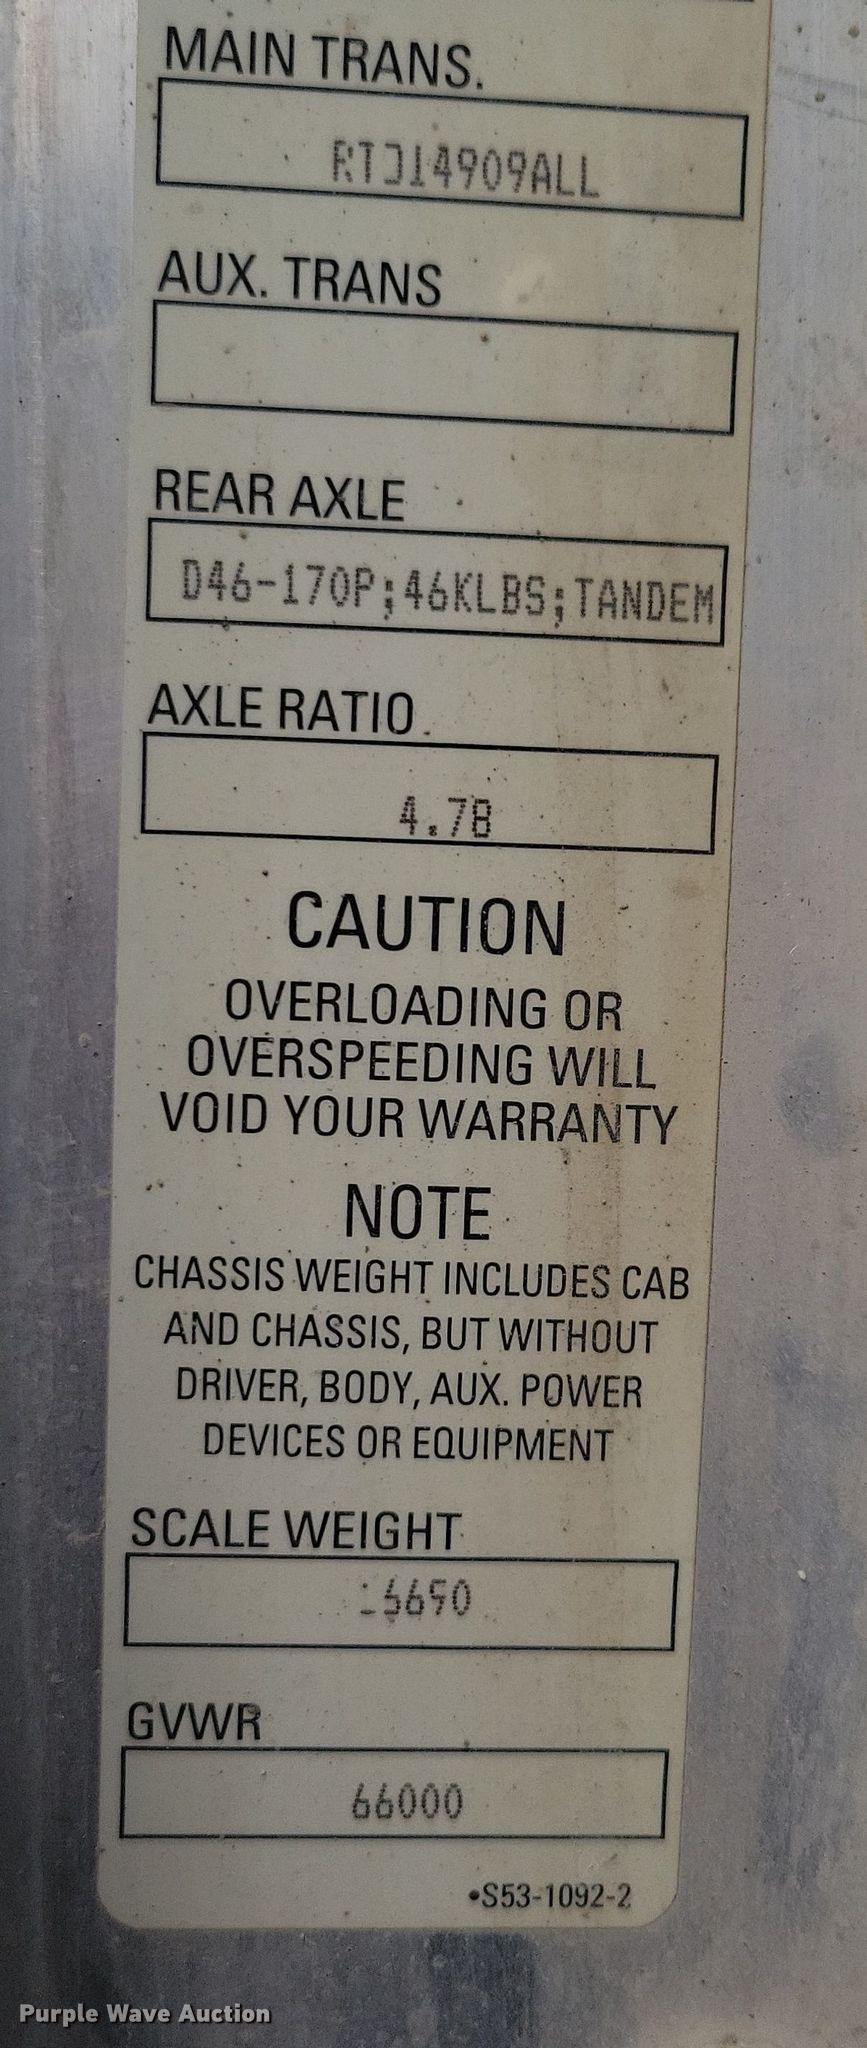 MAIN TRANS.
RTO14909ALL
AUX. TRANS
REAR AXLE
D46-170P;46KLBS;TANDEM
AXLE RATIO
4.78
CAUTION
OVERLOADING OR
OVERSPEEDING WILL
VOID YOUR WARRANTY
NOTE
CHASSIS WEIGHT INCLUDES CAB
AND CHASSIS, BUT WITHOUT
DRIVER, BODY, AUX. POWER
DEVICES OR EQUIPMENT
SCALE WEIGHT
GVWR
66000
•S53-1092-2
Purple Wave Auction